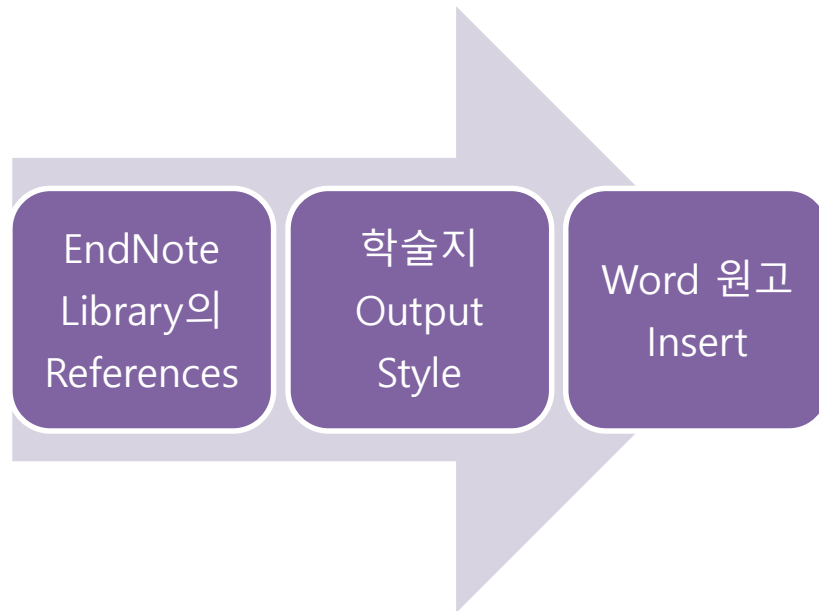 EndNote
Library의
References
학술지
Output
Style
Word 원고
Insert